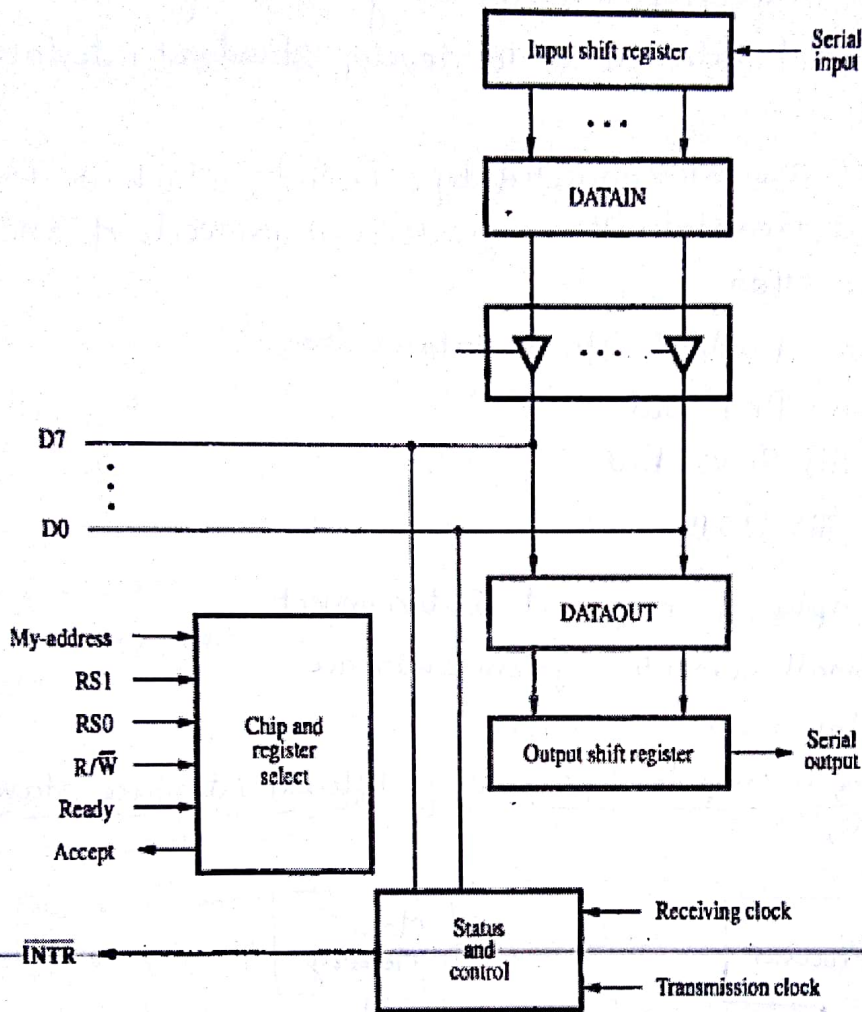 Input shift register
Serial
input
DATAIN
D7
D0
DATAOUT
My-address
RS1
RS0
R/W̅
Ready
Accept
Chip and
register
select
Output shift register
Serial
output
Status
and
control
Receiving clock
I̅N̅T̅R̅
Transmission clock